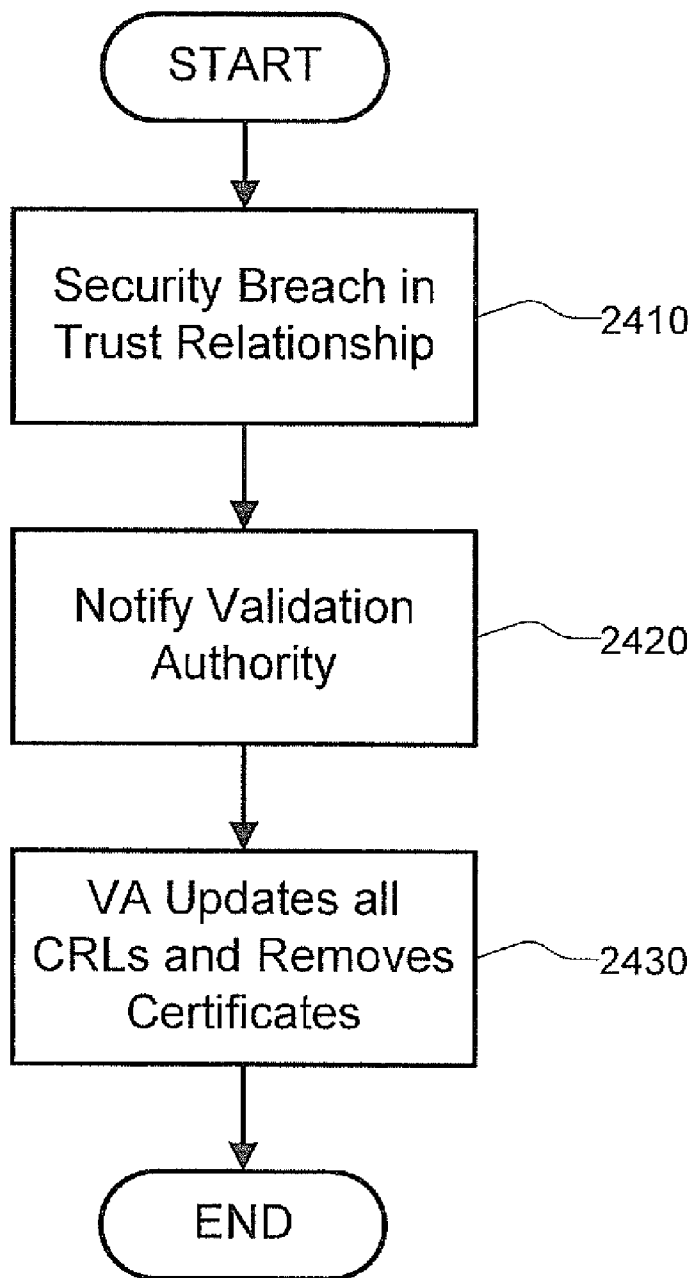 START
Security Breach in
Trust Relationship
2410
Notify Validation
Authority
2420
VA Updates all
CRLs and Removes
Certificates
2430
END